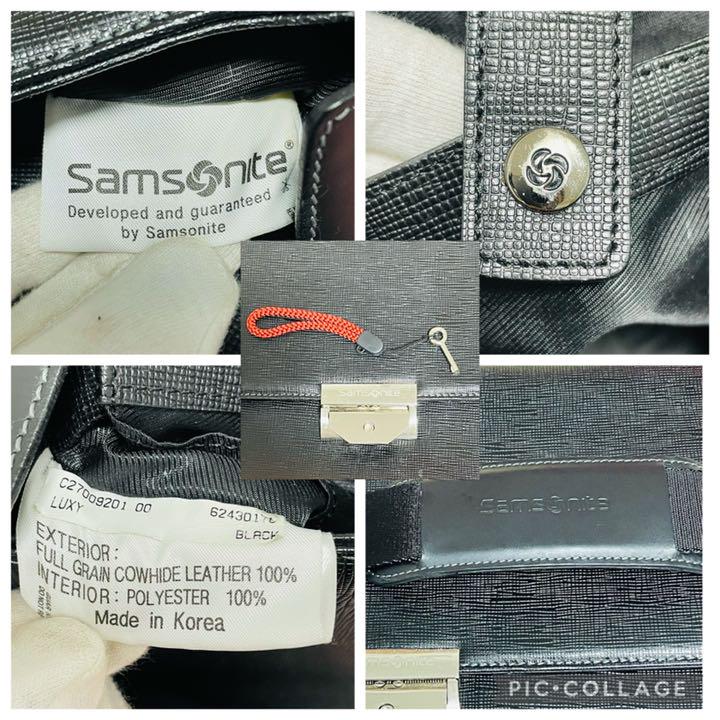 Samsonite®
Developed and guaranteed
by Samsonite
Samsonite
C27009201 00
LUXY
BLACK
EXTERIOR:
FULL GRAIN COWHIDE LEATHER 100%
INTERIOR: POLYESTER 100%
Made in Korea
Samsonite
Samsonite
PIC•COLLAGE